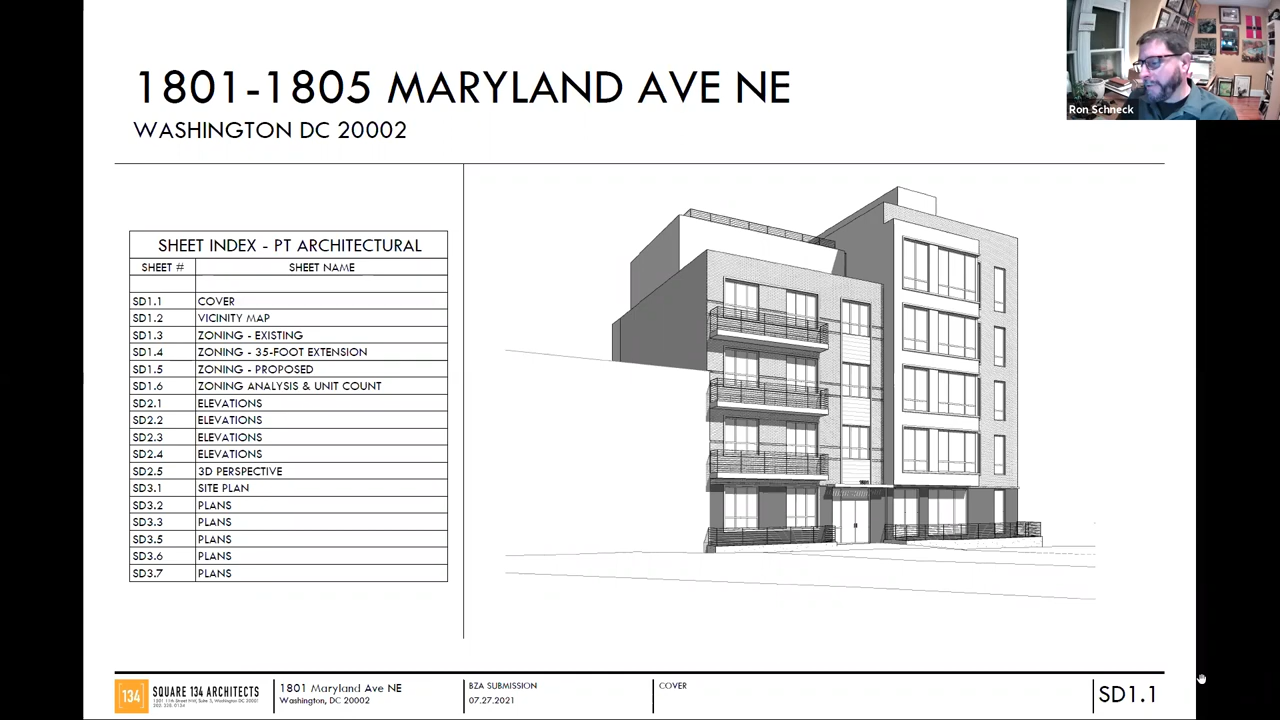 1801-1805 MARYLAND AVE NE
WASHINGTON DC 20002
Ron Schneck
SHEET INDEX - PT ARCHITECTURAL
SHEET # SHEET NAME
SD1.1 COVER
SD1.2 VICINITY MAP
SD1.3 ZONING - EXISTING
SD1.4 ZONING - 35-FOOT EXTENSION
SD1.5 ZONING - PROPOSED
SD1.6 ZONING ANALYSIS & UNIT COUNT
SD2.1 ELEVATIONS
SD2.2 ELEVATIONS
SD2.3 ELEVATIONS
SD2.4 ELEVATIONS
SD2.5 3D PERSPECTIVE
SD3.1 SITE PLAN
SD3.2 PLANS
SD3.3 PLANS
SD3.5 PLANS
SD3.6 PLANS
SD3.7 PLANS
[134] SQUARE 134 ARCHITECTS
1801 Maryland Ave NE
Washington, DC 20002
BZA SUBMISSION
07.27.2021
COVER
SD1.1